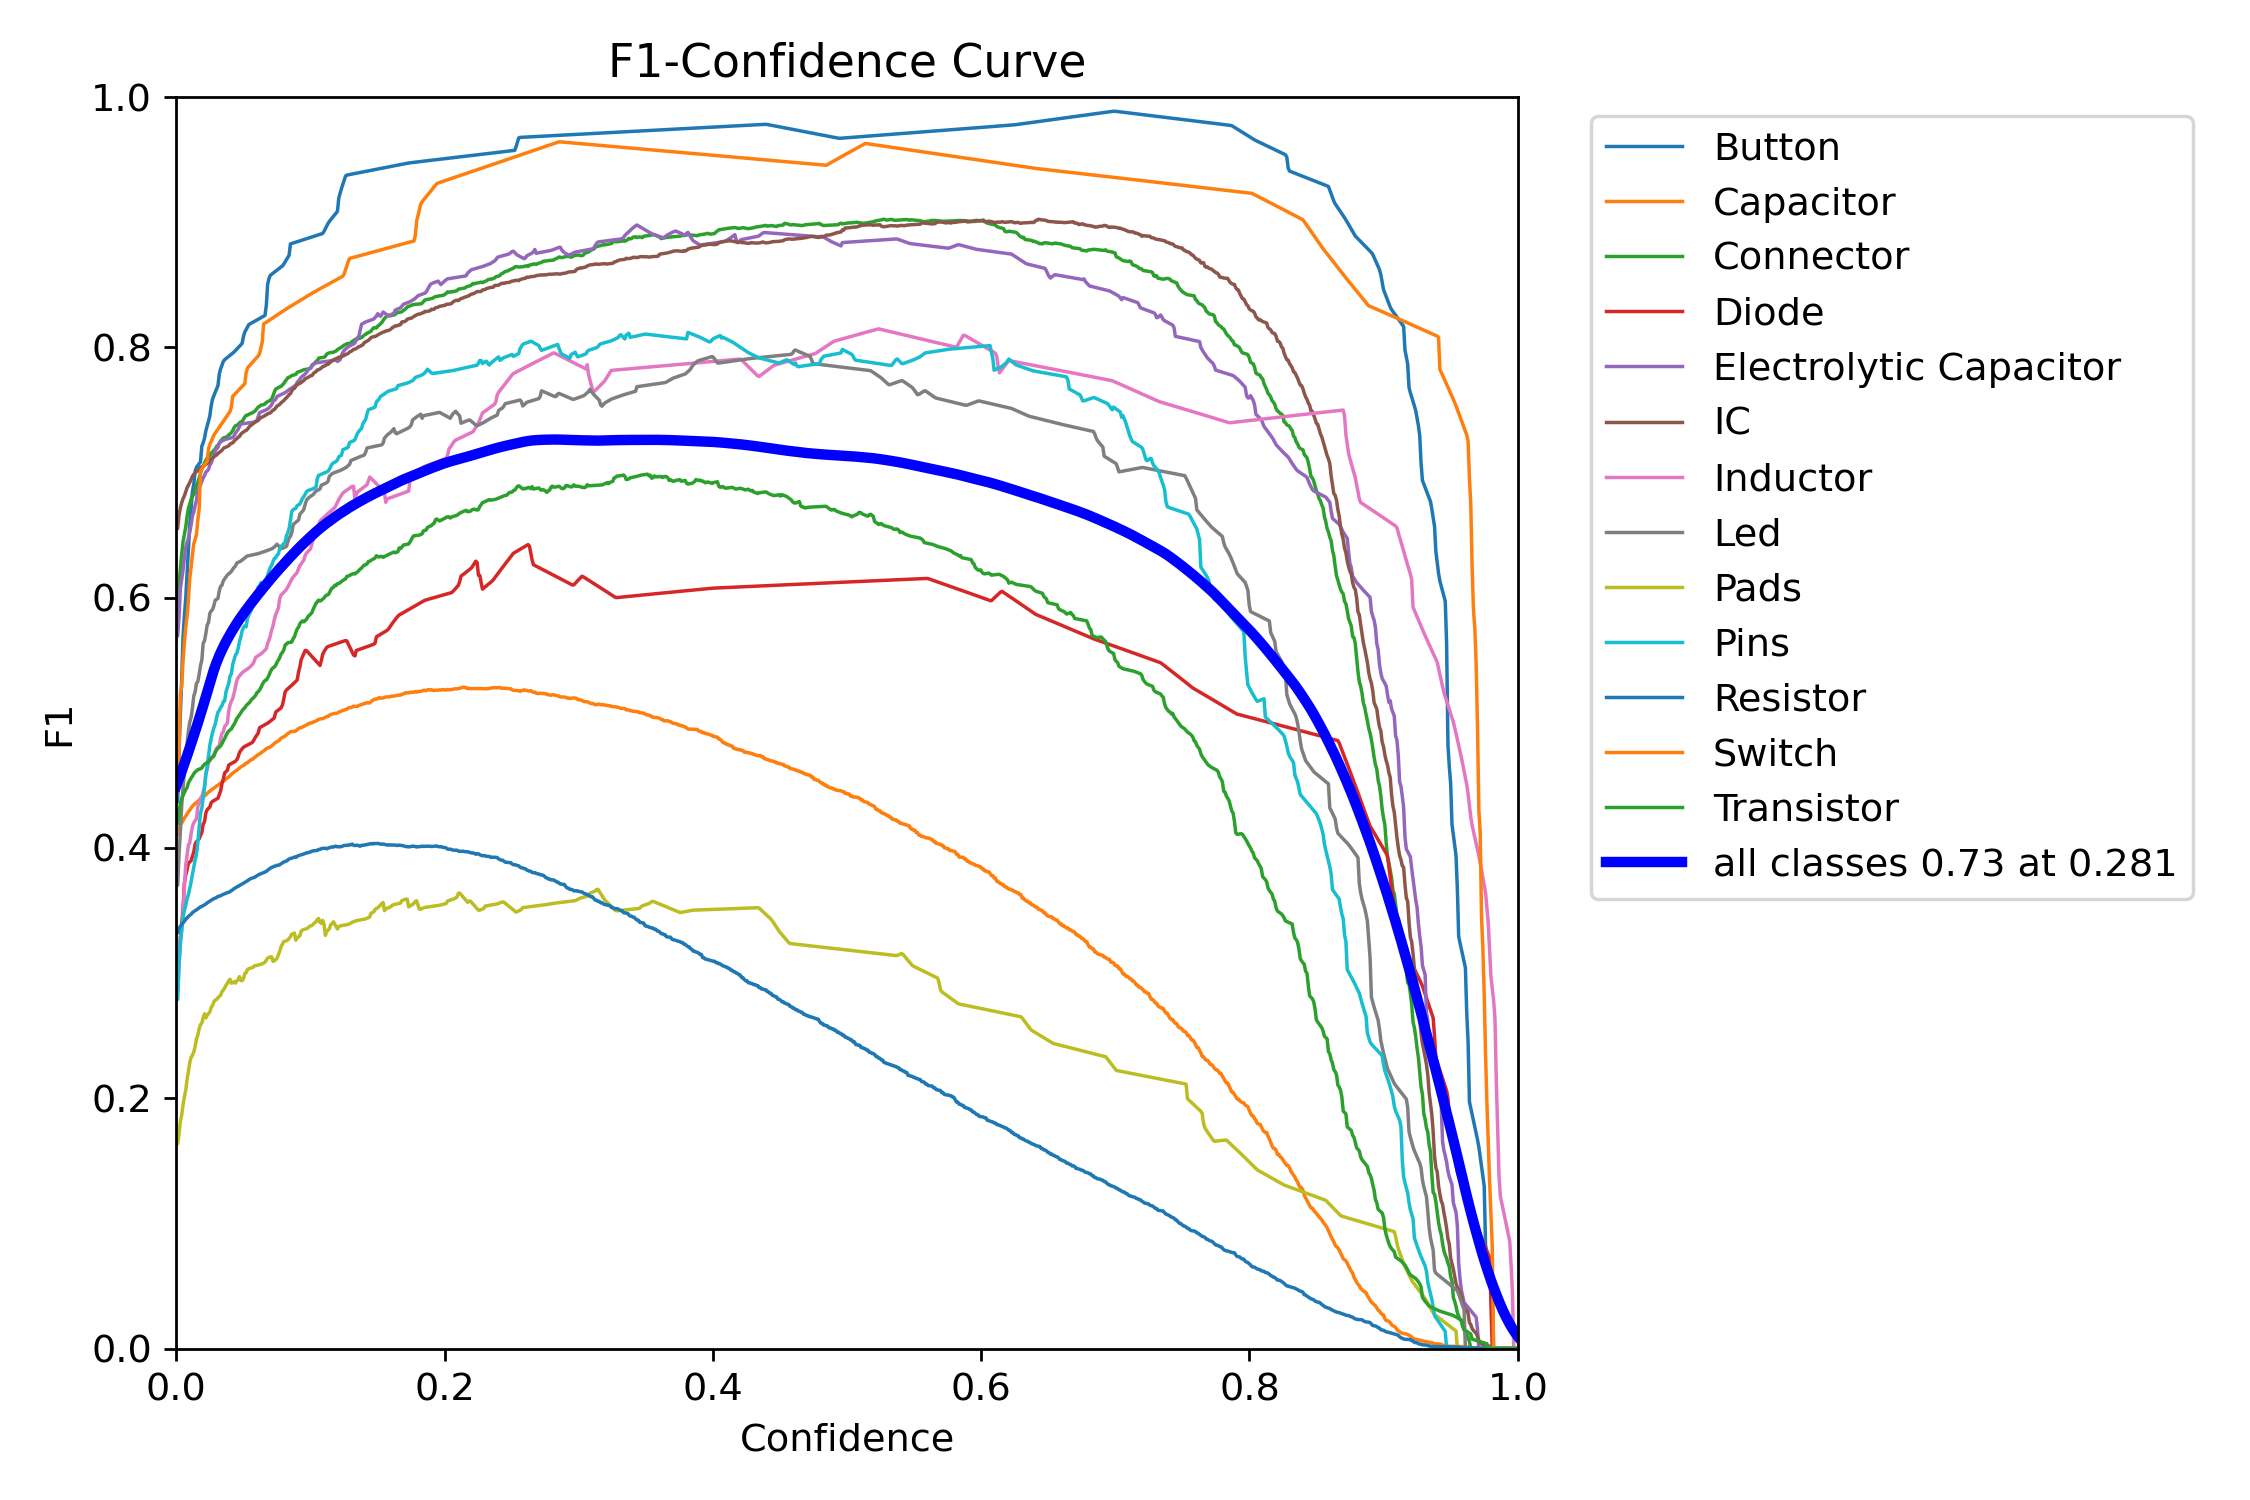 F1-Confidence Curve
1.0
0.8
0.6
0.4
0.2
0.0
F1
0.0 0.2 0.4 0.6 0.8 1.0
Confidence
Button
Capacitor
Connector
Diode
Electrolytic Capacitor
IC
Inductor
Led
Pads
Pins
Resistor
Switch
Transistor
all classes 0.73 at 0.281